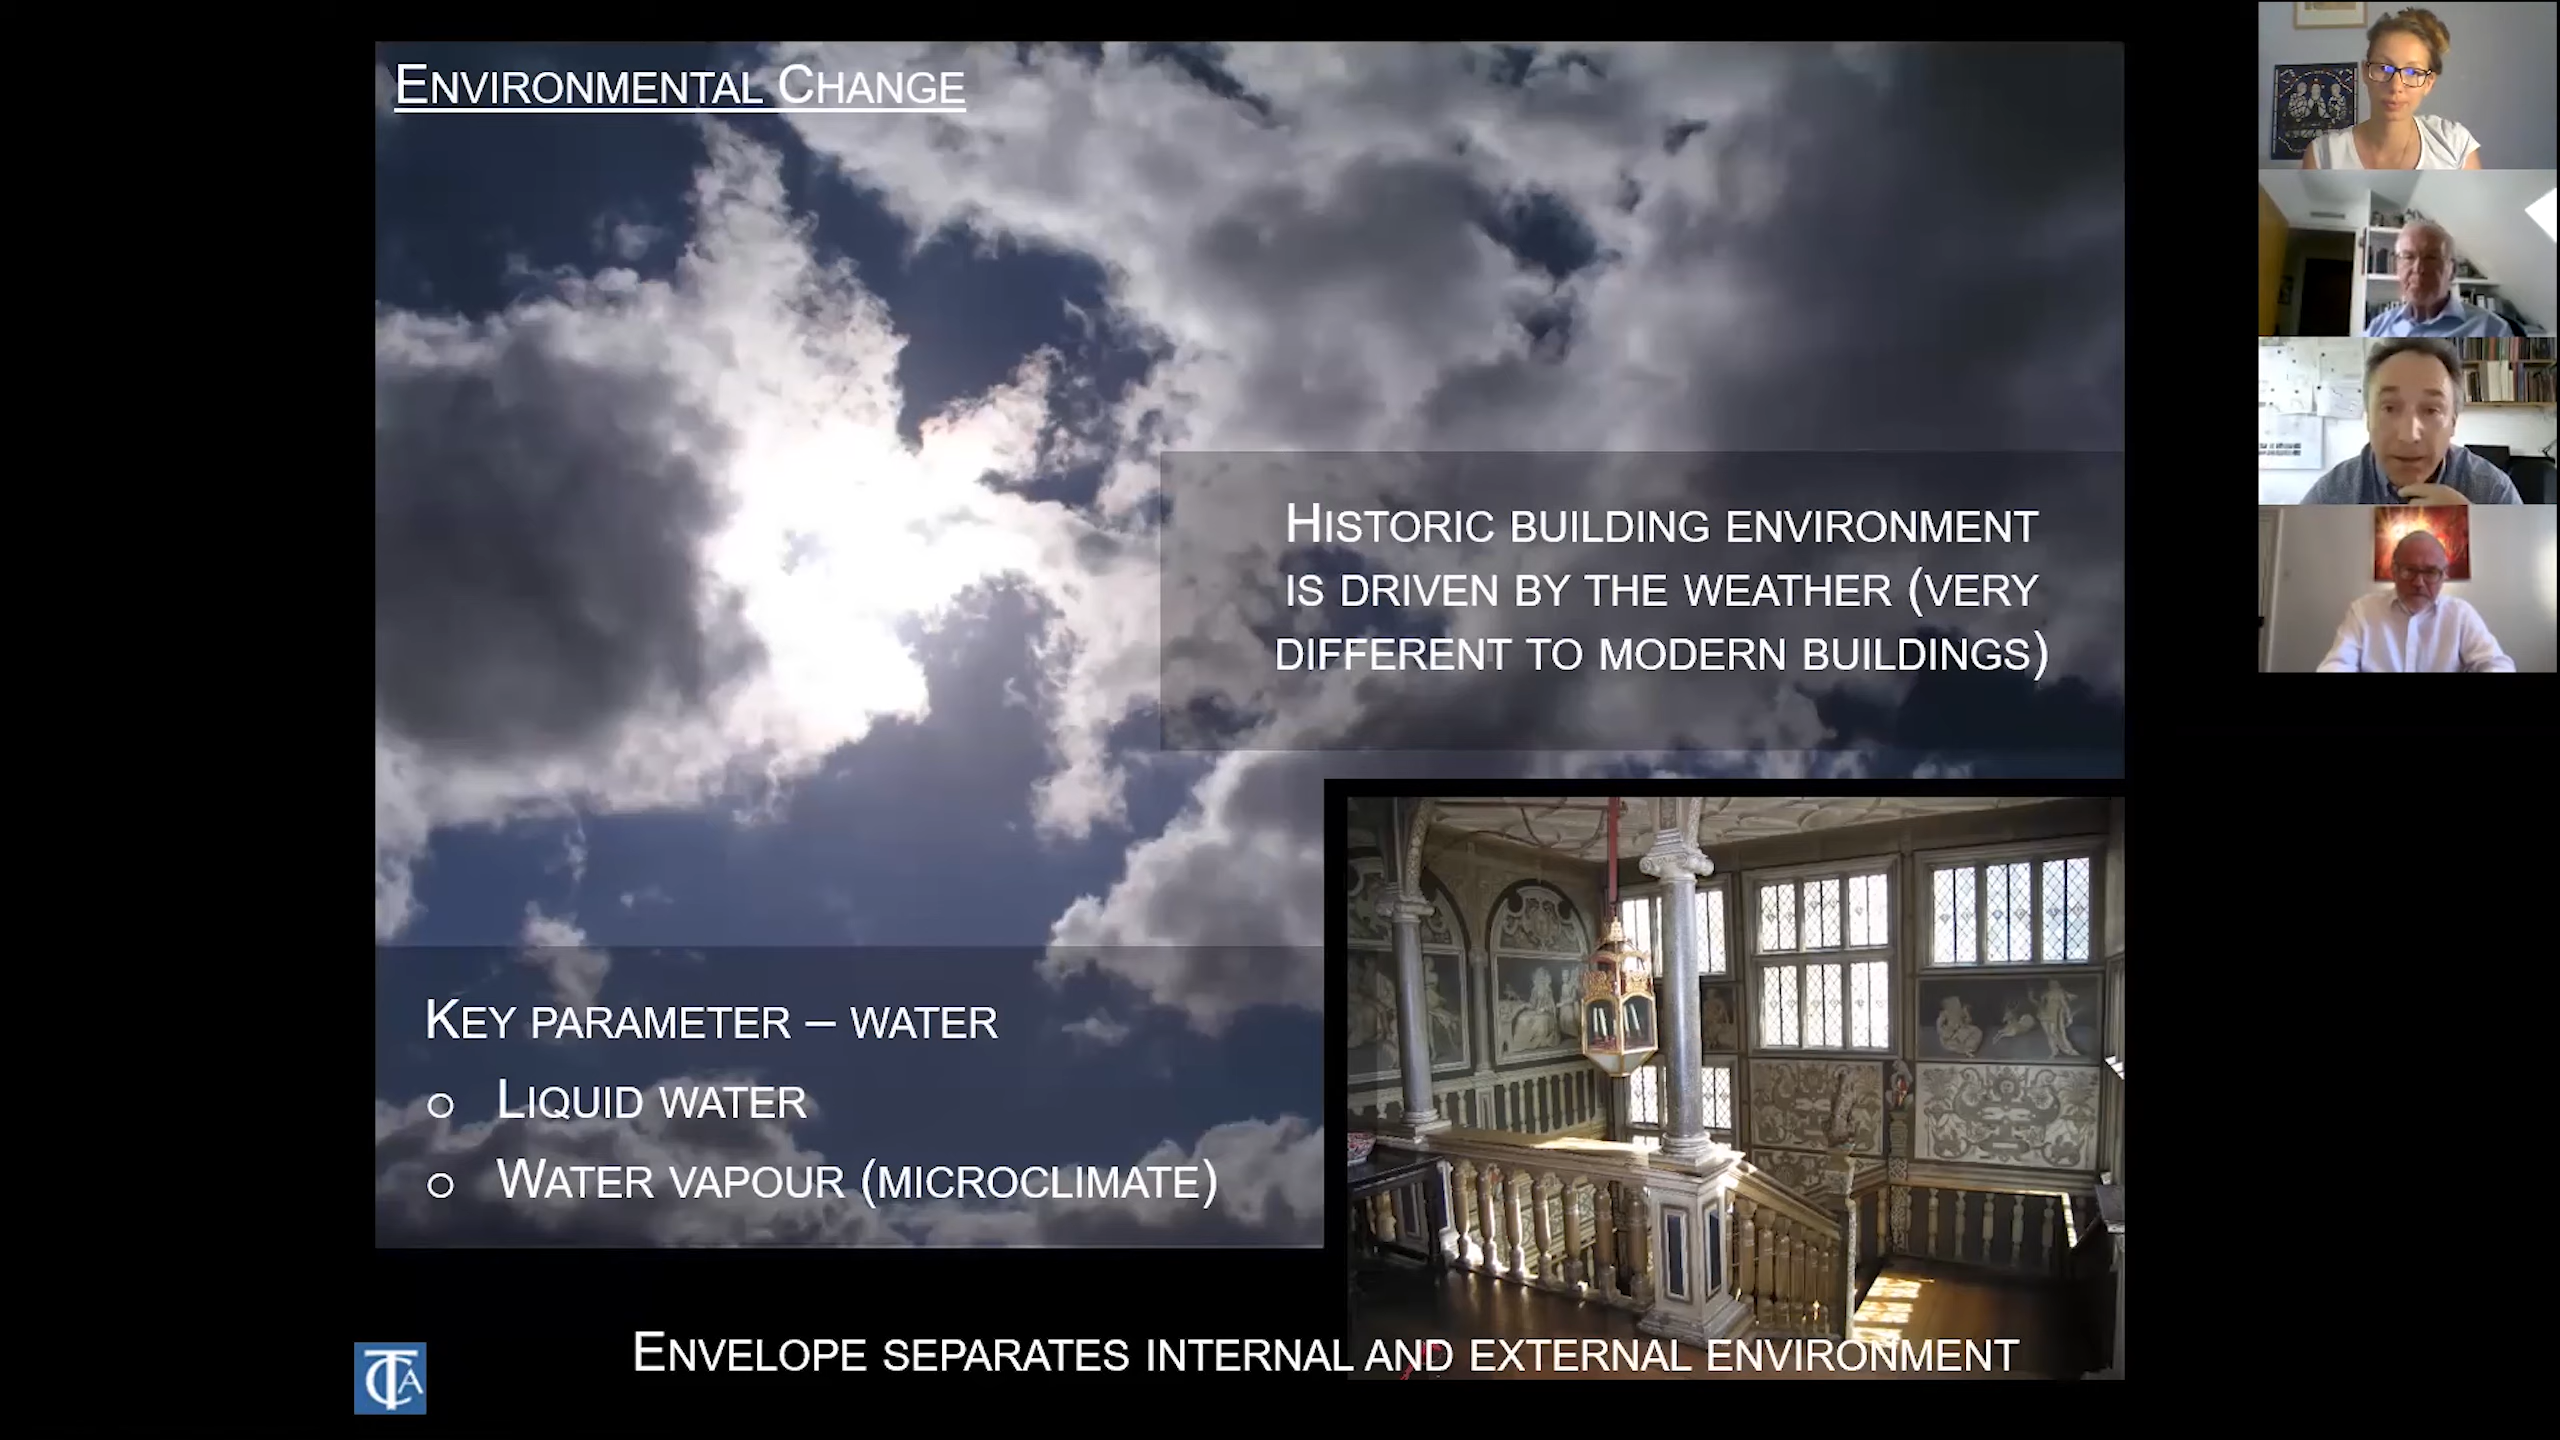 ENVIRONMENTAL CHANGE
HISTORIC BUILDING ENVIRONMENT
IS DRIVEN BY THE WEATHER (VERY
DIFFERENT TO MODERN BUILDINGS)
KEY PARAMETER – WATER
o LIQUID WATER
o WATER VAPOUR (MICROCLIMATE)
ENVELOPE SEPARATES INTERNAL AND EXTERNAL ENVIRONMENT
TCA